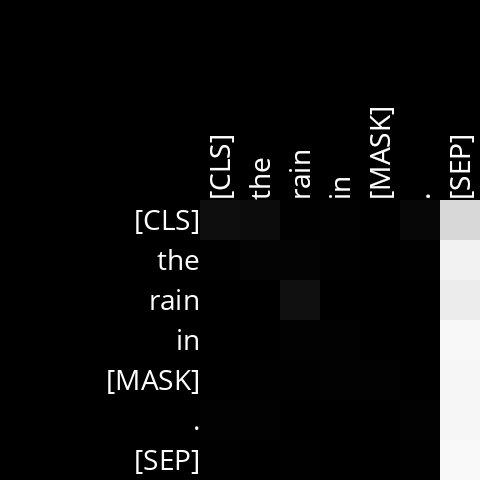 [CLS] the rain in [MASK] . [SEP]
[CLS]
the
rain
in
[MASK]
.
[SEP]